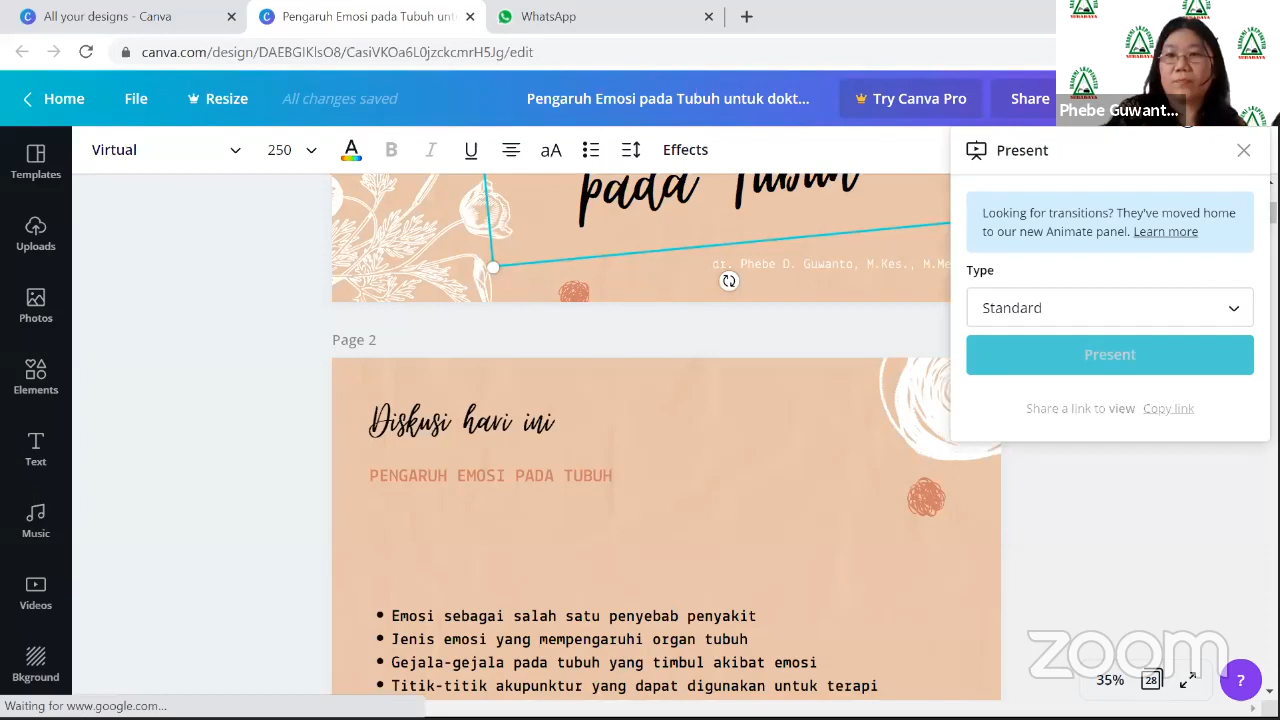 All your designs - Canva
Pengaruh Emosi pada Tubuh unt
WhatsApp
canva.com/design/DAEBGIKlsO8/CasiVKOa6L0jzckcmrH5Jg/edit
Home
File
Resize
All changes saved
Pengaruh Emosi pada Tubuh untuk dokt...
Try Canva Pro
Share
Phebe Guwant...
Virtual
250
A
B
I
U
aA
Effects
Present
Templates
Uploads
Photos
Elements
Text
Music
Videos
Bkground
Looking for transitions? They've moved home
to our new Animate panel. Learn more
Type
Standard
Present
Share a link to view Copy link
pada Tubuh
dr. Phebe D. Guwanto, M.Kes., M.Me
Page 2
Diskusi hari ini
PENGARUH EMOSI PADA TUBUH
• Emosi sebagai salah satu penyebab penyakit
• Jenis emosi yang mempengaruhi organ tubuh
• Gejala-gejala pada tubuh yang timbul akibat emosi
• Titik-titik akupunktur yang dapat digunakan untuk terapi
zoom
35%
28
?
Waiting for www.google.com...